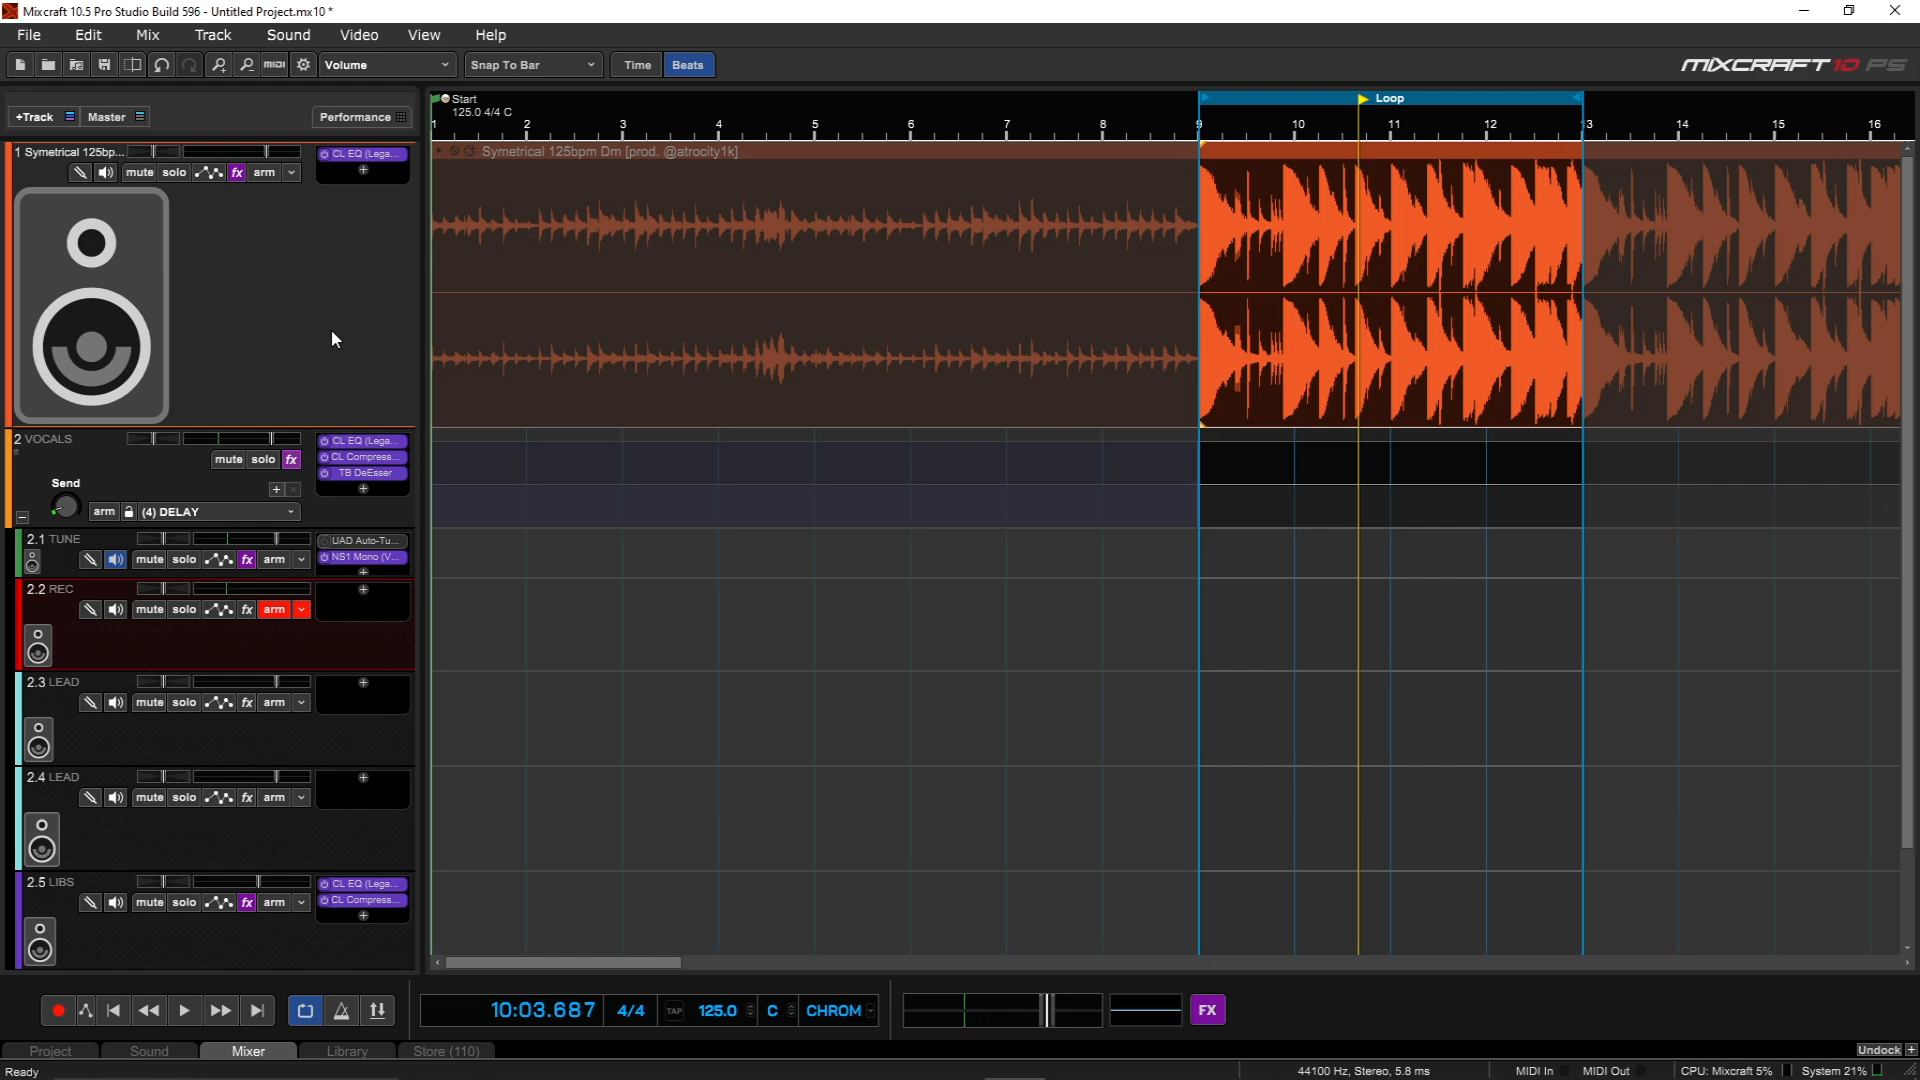 Mixcraft 10.5 Pro Studio Build 596 - Untitled Project.mx10 *
File Edit Mix Track Sound Video View Help
MIDI Volume Snap To Bar Time Beats MIXCRAFT 10 PS
+Track Master Performance
Start Loop
125.0 4/4 C
1 2 3 4 5 6 7 8 9 10 11 12 13 14 15 16
1 Symetrical 125bp... CL EQ (Lega...
Symetrical 125bpm Dm [prod. @atrocity1k]
mute solo fx arm
2 VOCALS CL EQ (Lega...
mute solo fx CL Compress...
TB DeEsser
Send
arm (4) DELAY
2.1 TUNE UAD Auto-Tu...
mute solo fx arm NS1 Mono (V...
2.2 REC
mute solo fx arm
2.3 LEAD
mute solo fx arm
2.4 LEAD
mute solo fx arm
2.5 LIBS CL EQ (Lega...
mute solo fx arm CL Compress...
10:03.687 4/4 TAP 125.0 C CHROM FX
Project Sound Mixer Library Store (110) Undock +
Ready 44100 Hz, Stereo, 5.8 ms MIDI In MIDI Out CPU: Mixcraft 5% System 21%